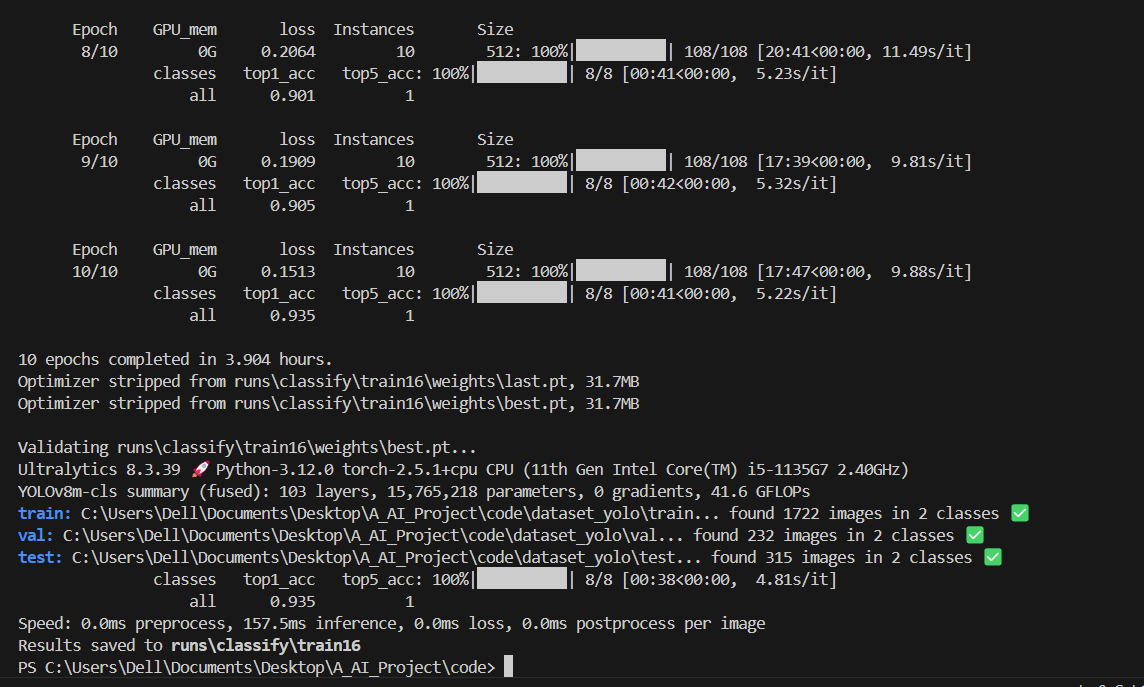 Epoch GPU_mem loss Instances Size
8/10 0G 0.2064 10 512: 100%| | 108/108 [20:41<00:00, 11.49s/it]
classes top1_acc top5_acc: 100%| | 8/8 [00:41<00:00, 5.23s/it]
all 0.901 1
Epoch GPU_mem loss Instances Size
9/10 0G 0.1909 10 512: 100%| | 108/108 [17:39<00:00, 9.81s/it]
classes top1_acc top5_acc: 100%| | 8/8 [00:42<00:00, 5.32s/it]
all 0.905 1
Epoch GPU_mem loss Instances Size
10/10 0G 0.1513 10 512: 100%| | 108/108 [17:47<00:00, 9.88s/it]
classes top1_acc top5_acc: 100%| | 8/8 [00:41<00:00, 5.22s/it]
all 0.935 1
10 epochs completed in 3.904 hours.
Optimizer stripped from runs\classify\train16\weights\last.pt, 31.7MB
Optimizer stripped from runs\classify\train16\weights\best.pt, 31.7MB
Validating runs\classify\train16\weights\best.pt...
Ultralytics 8.3.39 🚀 Python-3.12.0 torch-2.5.1+cpu CPU (11th Gen Intel Core(TM) i5-1135G7 2.40GHz)
YOLOv8m-cls summary (fused): 103 layers, 15,765,218 parameters, 0 gradients, 41.6 GFLOPs
train: C:\Users\Dell\Documents\Desktop\A_AI_Project\code\dataset_yolo\train... found 1722 images in 2 classes ✅
val: C:\Users\Dell\Documents\Desktop\A_AI_Project\code\dataset_yolo\val... found 232 images in 2 classes ✅
test: C:\Users\Dell\Documents\Desktop\A_AI_Project\code\dataset_yolo\test... found 315 images in 2 classes ✅
classes top1_acc top5_acc: 100%| | 8/8 [00:38<00:00, 4.81s/it]
all 0.935 1
Speed: 0.0ms preprocess, 157.5ms inference, 0.0ms loss, 0.0ms postprocess per image
Results saved to runs\classify\train16
PS C:\Users\Dell\Documents\Desktop\A_AI_Project\code>